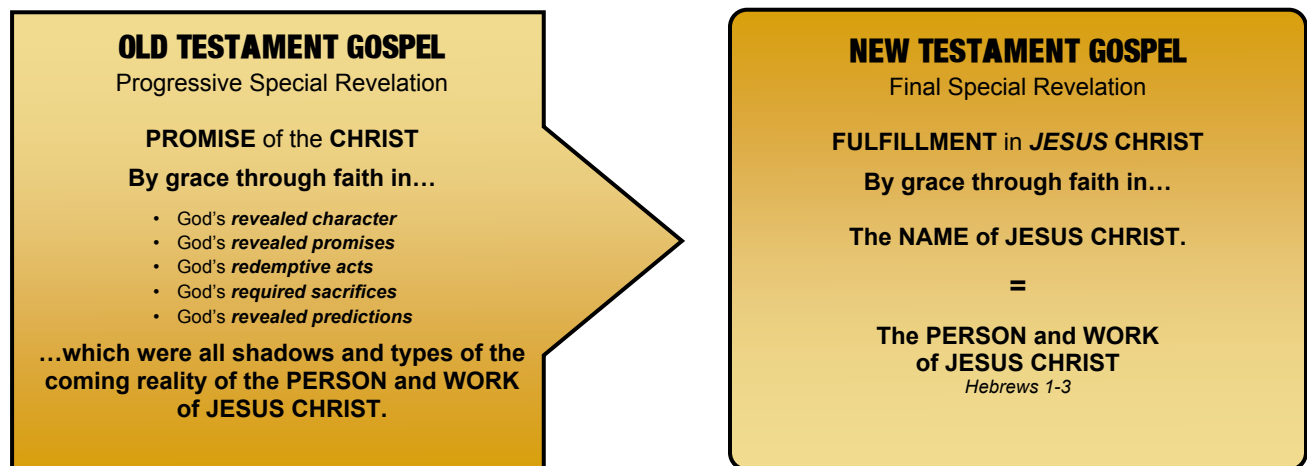 OLD TESTAMENT GOSPEL
Progressive Special Revelation
PROMISE of the CHRIST
By grace through faith in…
• God's revealed character
• God's revealed promises
• God's redemptive acts
• God's required sacrifices
• God's revealed predictions
…which were all shadows and types of the
coming reality of the PERSON and WORK
of JESUS CHRIST.
NEW TESTAMENT GOSPEL
Final Special Revelation
FULFILLMENT in JESUS CHRIST
By grace through faith in…
The NAME of JESUS CHRIST.
=
The PERSON and WORK
of JESUS CHRIST
Hebrews 1-3